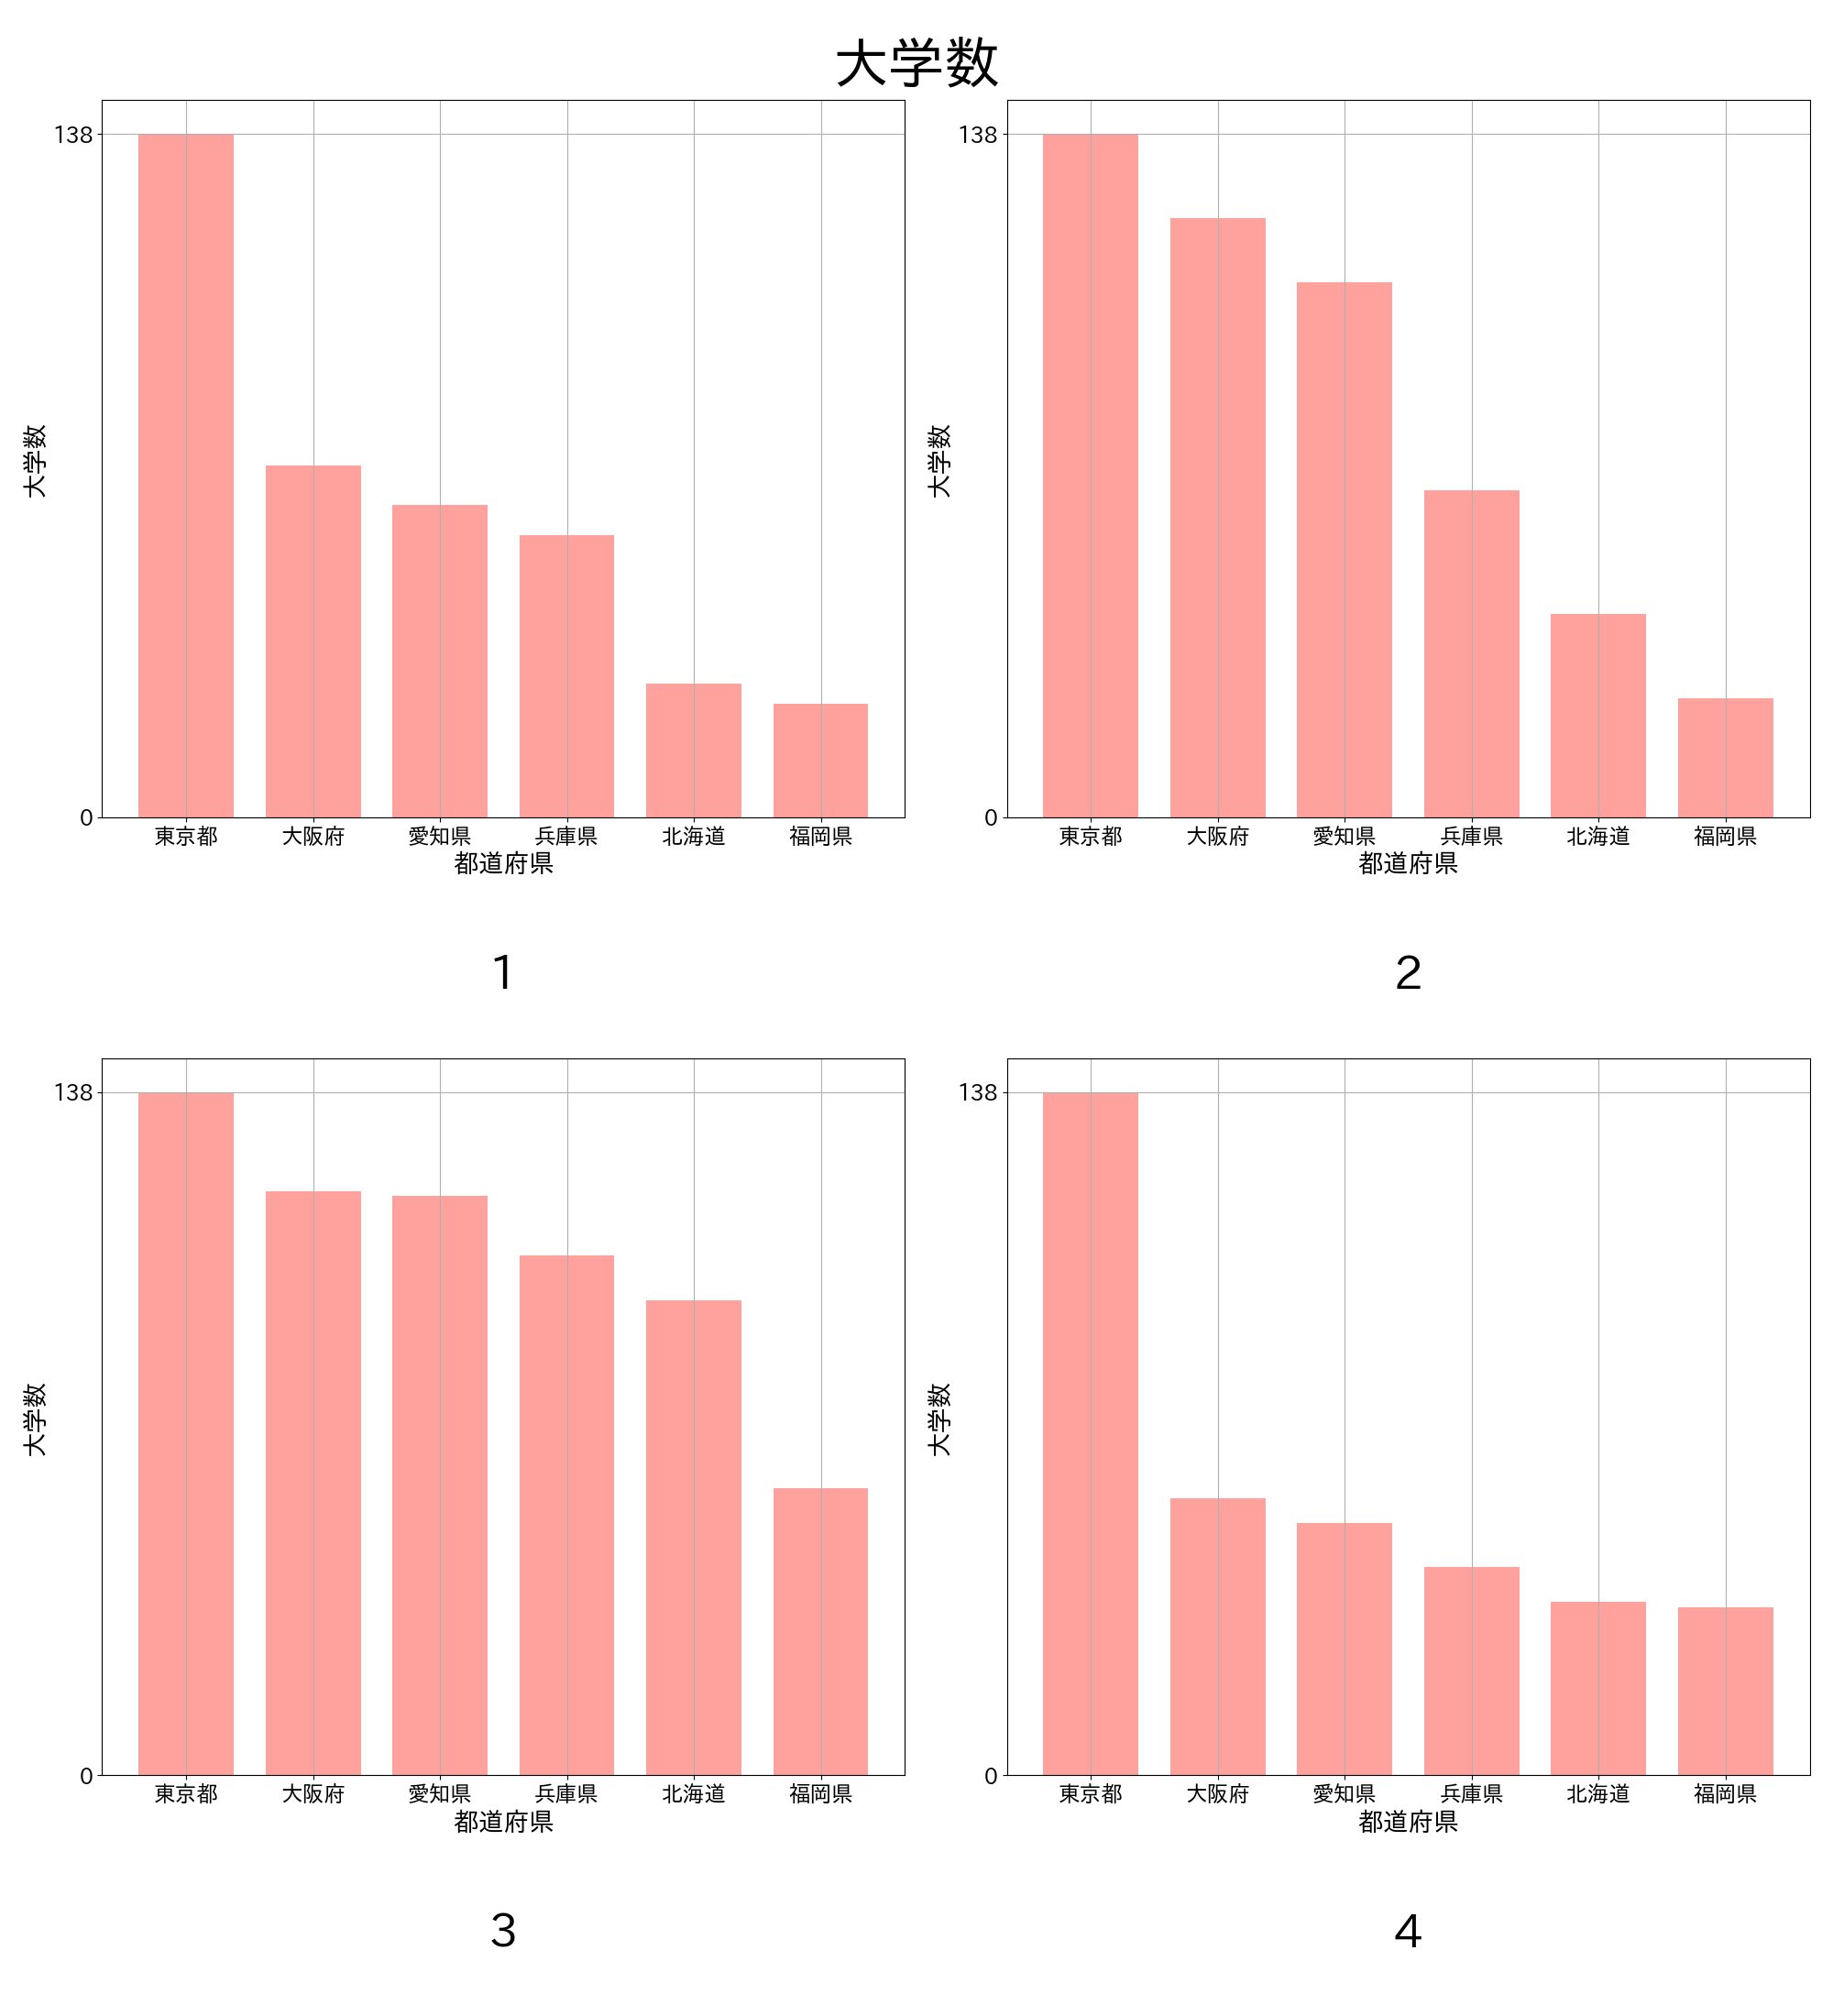 大学数
138
大学数
0
東京都 大阪府 愛知県 兵庫県 北海道 福岡県
都道府県
1
138
大学数
0
東京都 大阪府 愛知県 兵庫県 北海道 福岡県
都道府県
2
138
大学数
0
東京都 大阪府 愛知県 兵庫県 北海道 福岡県
都道府県
3
138
大学数
0
東京都 大阪府 愛知県 兵庫県 北海道 福岡県
都道府県
4